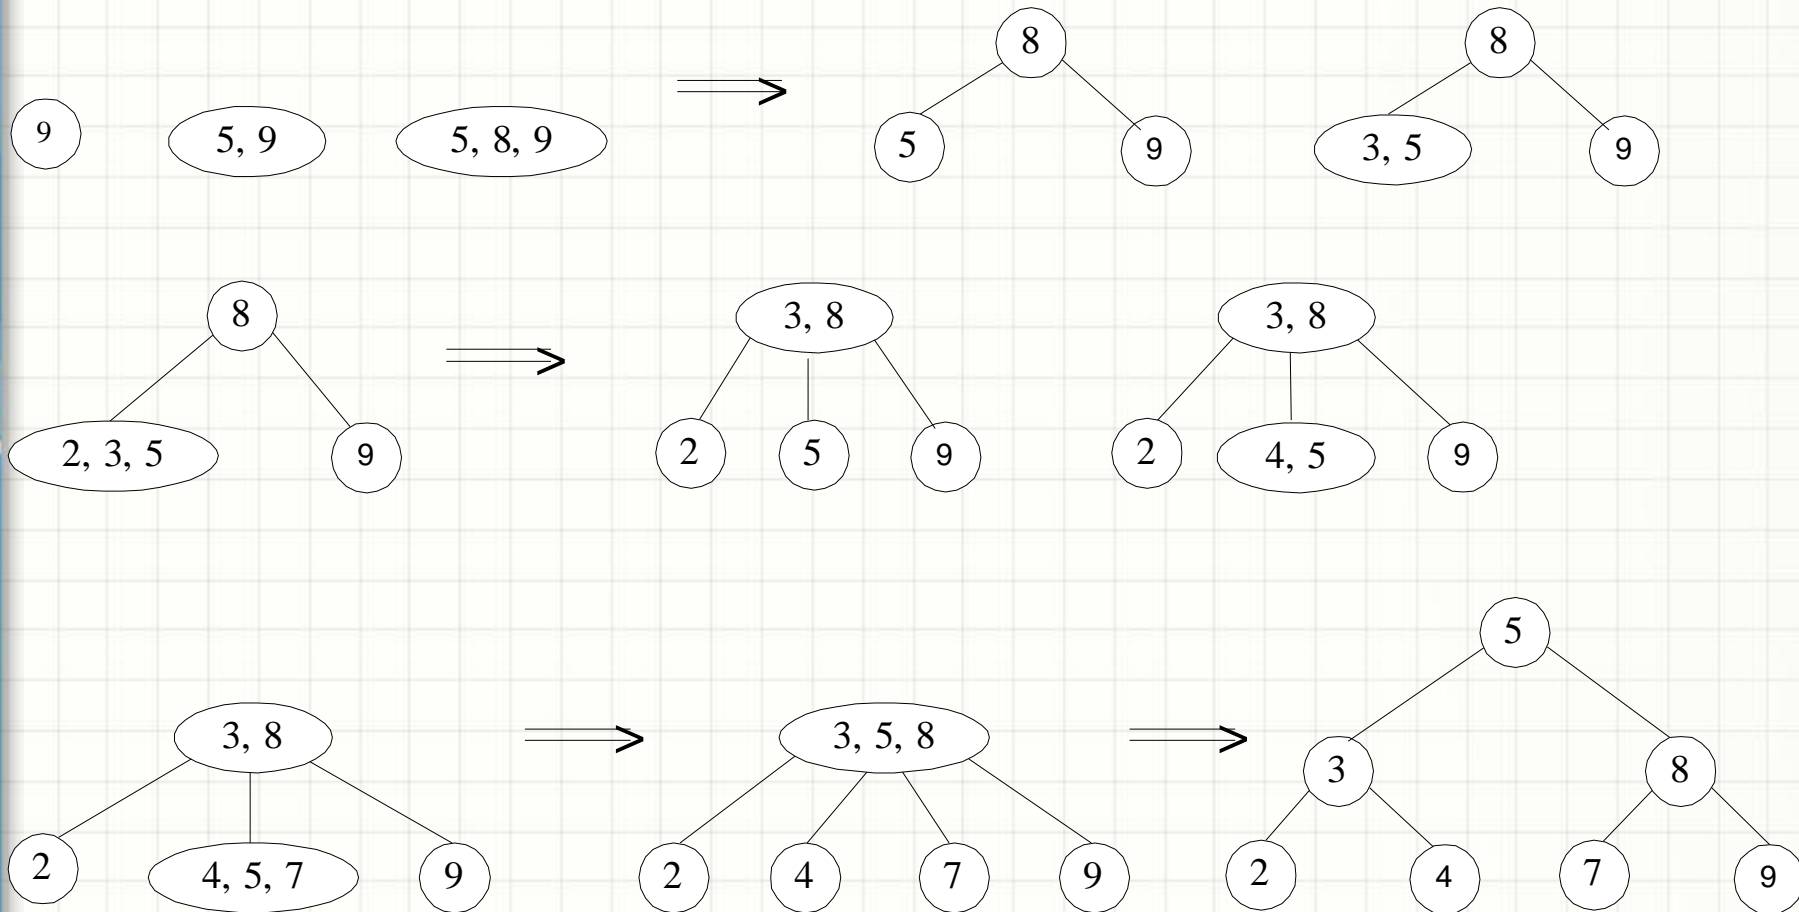 8 8
9 5, 9 5, 8, 9 5 9 3, 5 9
8 3, 8 3, 8
2, 3, 5 9 2 5 9 2 4, 5 9
5
3, 8 3, 5, 8 3 8
2 4, 5, 7 9 2 4 7 9 2 4 7 9